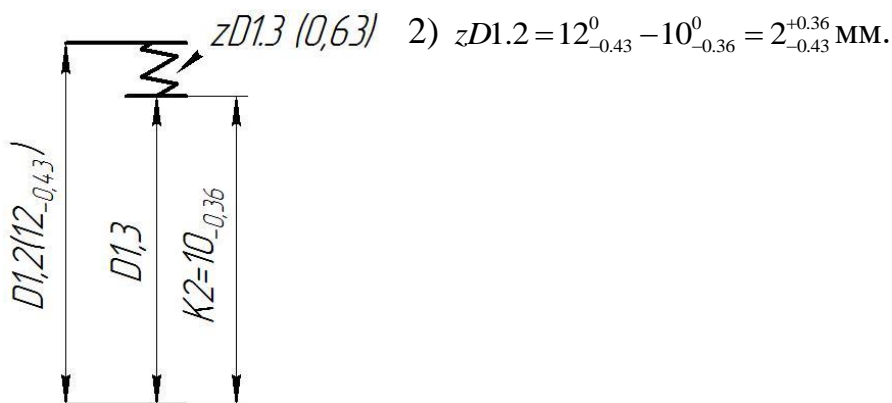 zD1.3 (0,63)
2) zD1.2 = 12⁰₋₀.₄₃ − 10⁰₋₀.₃₆ = 2⁺⁰·³⁶₋₀.₄₃ мм.
D1,2(12₋₀,₄₃)
D1,3
K2=10₋₀,₃₆